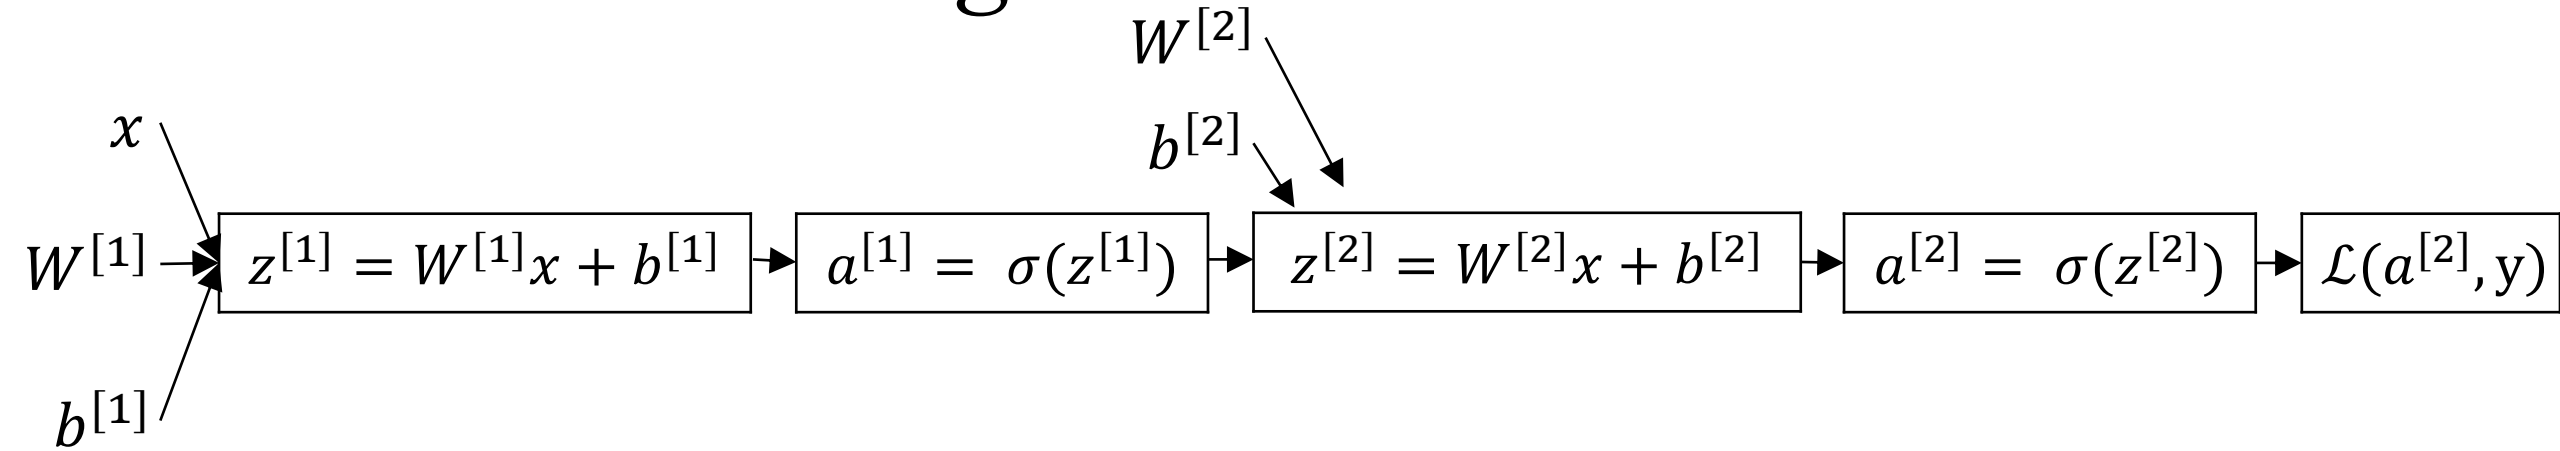 W^[2]
x
b^[2]
W^[1]
z^[1] = W^[1]x + b^[1]
a^[1] = σ(z^[1])
z^[2] = W^[2]x + b^[2]
a^[2] = σ(z^[2])
ℒ(a^[2], y)
b^[1]